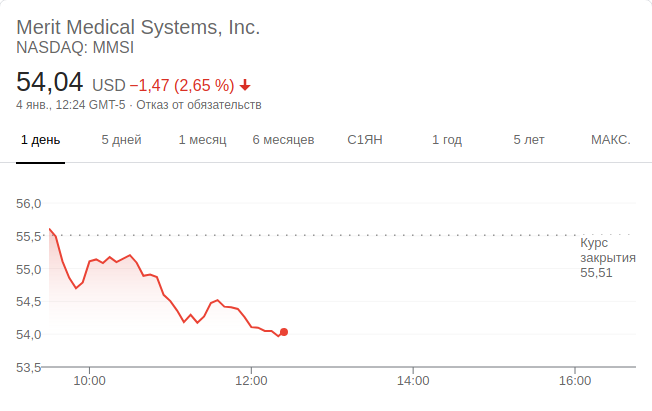 Merit Medical Systems, Inc.
NASDAQ: MMSI
54,04 USD −1,47 (2,65 %)
4 янв., 12:24 GMT-5 · Отказ от обязательств
1 день 5 дней 1 месяц 6 месяцев С1ЯН 1 год 5 лет МАКС.
56,0
55,5
Курс
закрытия
55,0
55,51
54,5
54,0
53,5
10:00 12:00 14:00 16:00